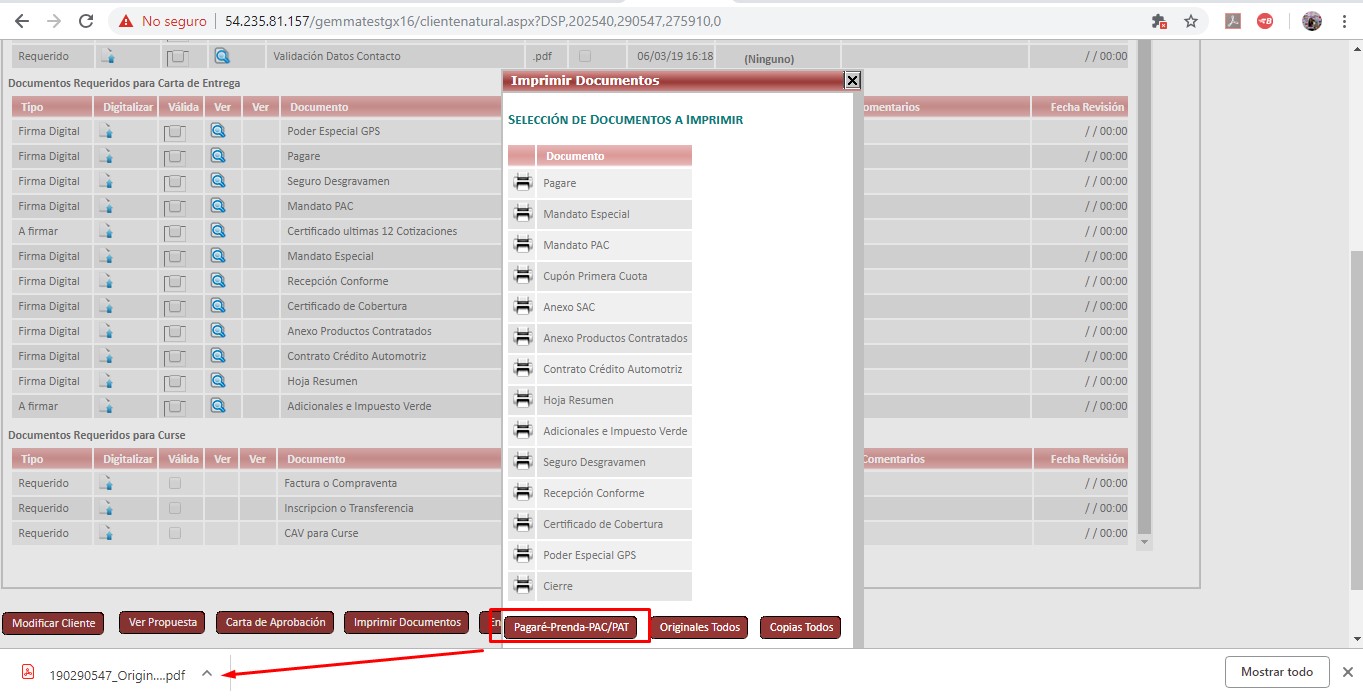 No seguro
54.235.81.157/gemmatestgx16/clientenatural.aspx?DSP,202540,290547,275910,0
Requerido Validación Datos Contacto .pdf 06/03/19 16:18 (Ninguno) / / 00:00
Documentos Requeridos para Carta de Entrega
Tipo Digitalizar Válida Ver Ver Documento omentarios Fecha Revisión
Firma Digital Poder Especial GPS / / 00:00
Firma Digital Pagare / / 00:00
Firma Digital Seguro Desgravamen / / 00:00
Firma Digital Mandato PAC / / 00:00
A firmar Certificado ultimas 12 Cotizaciones / / 00:00
Firma Digital Mandato Especial / / 00:00
Firma Digital Recepción Conforme / / 00:00
Firma Digital Certificado de Cobertura / / 00:00
Firma Digital Anexo Productos Contratados / / 00:00
Firma Digital Contrato Crédito Automotriz / / 00:00
Firma Digital Hoja Resumen / / 00:00
A firmar Adicionales e Impuesto Verde / / 00:00
Documentos Requeridos para Curse
Tipo Digitalizar Válida Ver Ver Documento Comentarios Fecha Revisión
Requerido Factura o Compraventa / / 00:00
Requerido Inscripcion o Transferencia / / 00:00
Requerido CAV para Curse / / 00:00
Imprimir Documentos
Selección de Documentos a Imprimir
Documento
Pagare
Mandato Especial
Mandato PAC
Cupón Primera Cuota
Anexo SAC
Anexo Productos Contratados
Contrato Crédito Automotriz
Hoja Resumen
Adicionales e Impuesto Verde
Seguro Desgravamen
Recepción Conforme
Certificado de Cobertura
Poder Especial GPS
Cierre
Modificar Cliente Ver Propuesta Carta de Aprobación Imprimir Documentos En
Pagaré-Prenda-PAC/PAT Originales Todos Copias Todos
190290547_Origin....pdf Mostrar todo